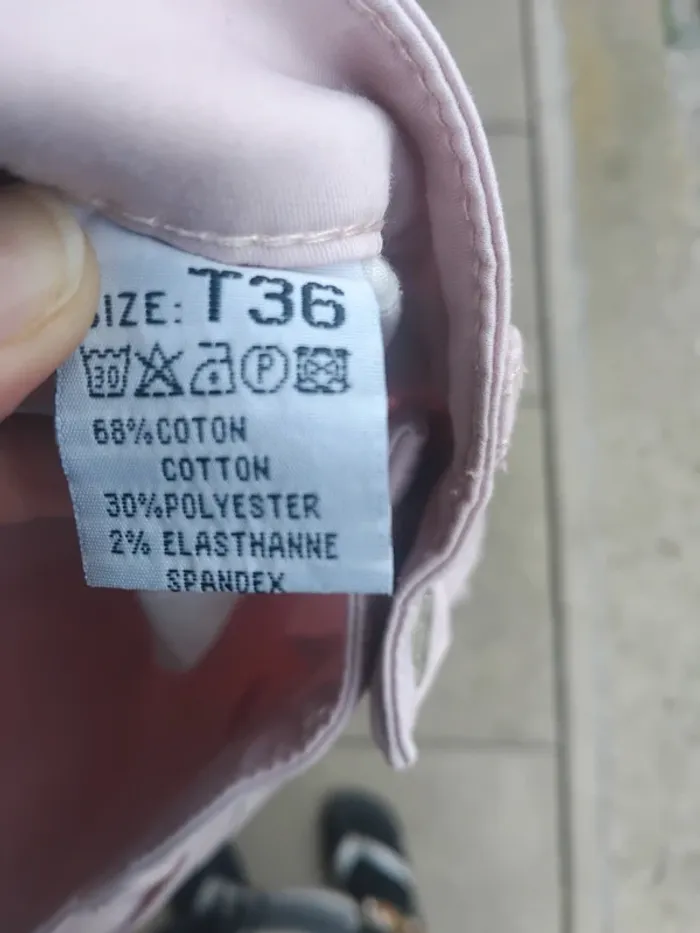 SIZE: T36
30 P
68%COTON
COTTON
30%POLYESTER
2% ELASTHANNE
SPANDEX